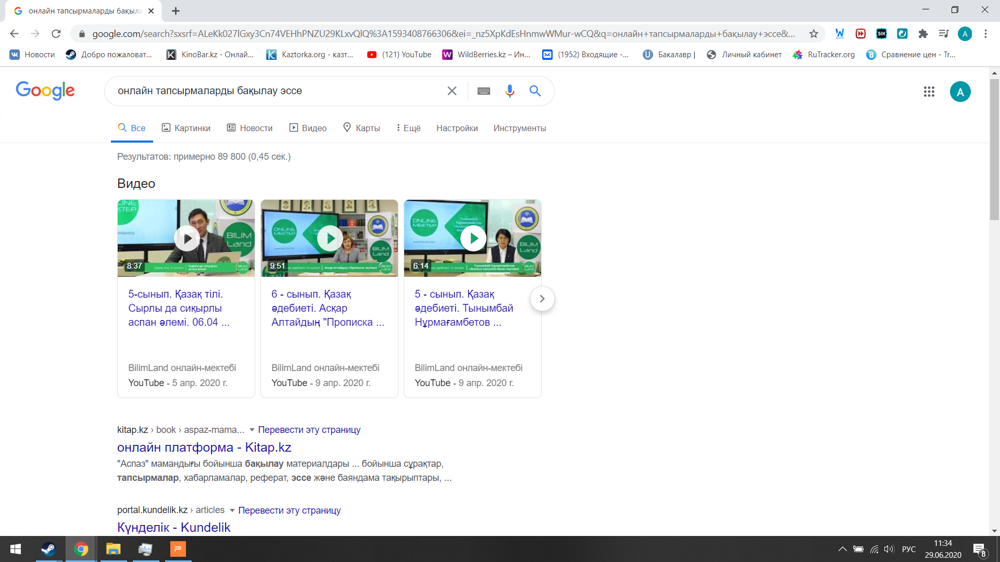 онлайн тапсырмаларды бақыла
google.com/search?sxsrf=ALeKk027lGxy3Cn74VEHhPNZU29KLxvQlQ%3A1593408766306&ei=_nz5XpKdEsHnmwWMur-wCQ&q=онлайн+тапсырмаларды+бақылау+эссе&...
Новости Добро пожаловат... KinoBar.kz - Онлай... Kaztorka.org - казт... (121) YouTube WildBerries.kz – Ин... (1952) Входящие -... Бакалавр | Личный кабинет RuTracker.org Сравнение цен - Tr...
Google
онлайн тапсырмаларды бақылау эссе
A
Все Картинки Новости Видео Карты Ещё Настройки Инструменты
Результатов: примерно 89 800 (0,45 сек.)
Видео
ONLINE МЕКТЕП
BILIM Land
8:37
9:51
6:14
5-сынып. Қазақ тілі.
Сырлы да сиқырлы
аспан әлемі. 06.04 ...
BilimLand онлайн-мектебі
YouTube - 5 апр. 2020 г.
6 - сынып. Қазақ
әдебиеті. Асқар
Алтайдың "Прописка ...
BilimLand онлайн-мектебі
YouTube - 9 апр. 2020 г.
5 - сынып. Қазақ
әдебиеті. Тынымбай
Нұрмағамбетов ...
BilimLand онлайн-мектебі
YouTube - 9 апр. 2020 г.
kitap.kz › book › aspaz-mama... Перевести эту страницу
онлайн платформа - Kitap.kz
"Аспаз" мамандығы бойынша бақылау материалдары ... бойынша сұрақтар,
тапсырмалар, хабарламалар, реферат, эссе және баяндама тақырыптары, ...
portal.kundelik.kz › articles Перевести эту страницу
Күнделік - Kundelik
РУС
11:34
29.06.2020
8